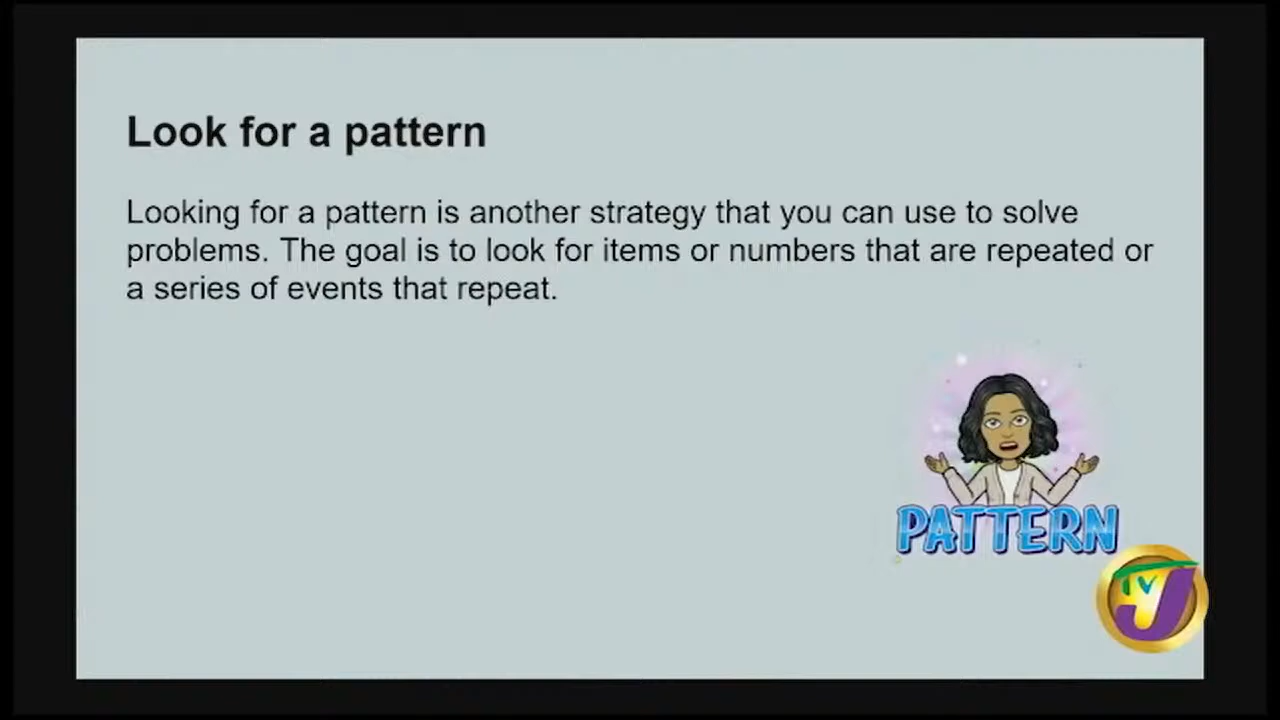 Look for a pattern
Looking for a pattern is another strategy that you can use to solve
problems. The goal is to look for items or numbers that are repeated or
a series of events that repeat.
PATTERN
TVJ